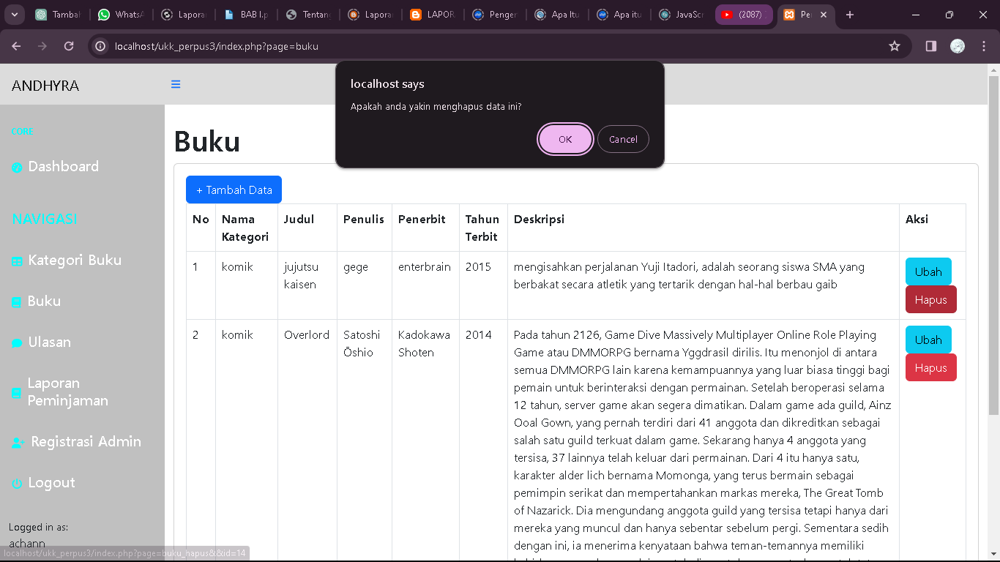 Tambah
WhatsA
Lapora
BAB I.p
Tentang
Lapora
LAPOR
Penger
Apa Itu
Apa itu
JavaScr
(2087)
Pe
localhost/ukk_perpus3/index.php?page=buku
ANDHYRA
localhost says
Apakah anda yakin menghapus data ini?
OK
Cancel
CORE
Dashboard
NAVIGASI
Kategori Buku
Buku
Ulasan
Laporan
Peminjaman
Registrasi Admin
Logout
Logged in as:
achann
localhost/ukk_perpus3/index.php?page=buku_hapus&&id=14
Buku
+ Tambah Data
No
Nama
Kategori
Judul
Penulis
Penerbit
Tahun
Terbit
Deskripsi
Aksi
1
komik
jujutsu
kaisen
gege
enterbrain
2015
mengisahkan perjalanan Yuji Itadori, adalah seorang siswa SMA yang
berbakat secara atletik yang tertarik dengan hal-hal berbau gaib
Ubah
Hapus
2
komik
Overlord
Satoshi
Ōshio
Kadokawa
Shoten
2014
Pada tahun 2126, Game Dive Massively Multiplayer Online Role Playing
Game atau DMMORPG bernama Yggdrasil dirilis. Itu menonjol di antara
semua DMMORPG lain karena kemampuannya yang luar biasa tinggi bagi
pemain untuk berinteraksi dengan permainan. Setelah beroperasi selama
12 tahun, server game akan segera dimatikan. Dalam game ada guild, Ainz
Ooal Gown, yang pernah terdiri dari 41 anggota dan dikreditkan sebagai
salah satu guild terkuat dalam game. Sekarang hanya 4 anggota yang
tersisa, 37 lainnya telah keluar dari permainan. Dari 4 itu hanya satu,
karakter alder lich bernama Momonga, yang terus bermain sebagai
pemimpin serikat dan mempertahankan markas mereka, The Great Tomb
of Nazarick. Dia mengundang anggota guild yang tersisa tetapi hanya dari
mereka yang muncul dan hanya sebentar sebelum pergi. Sementara sedih
dengan ini, ia menerima kenyataan bahwa teman-temannya memiliki
Ubah
Hapus